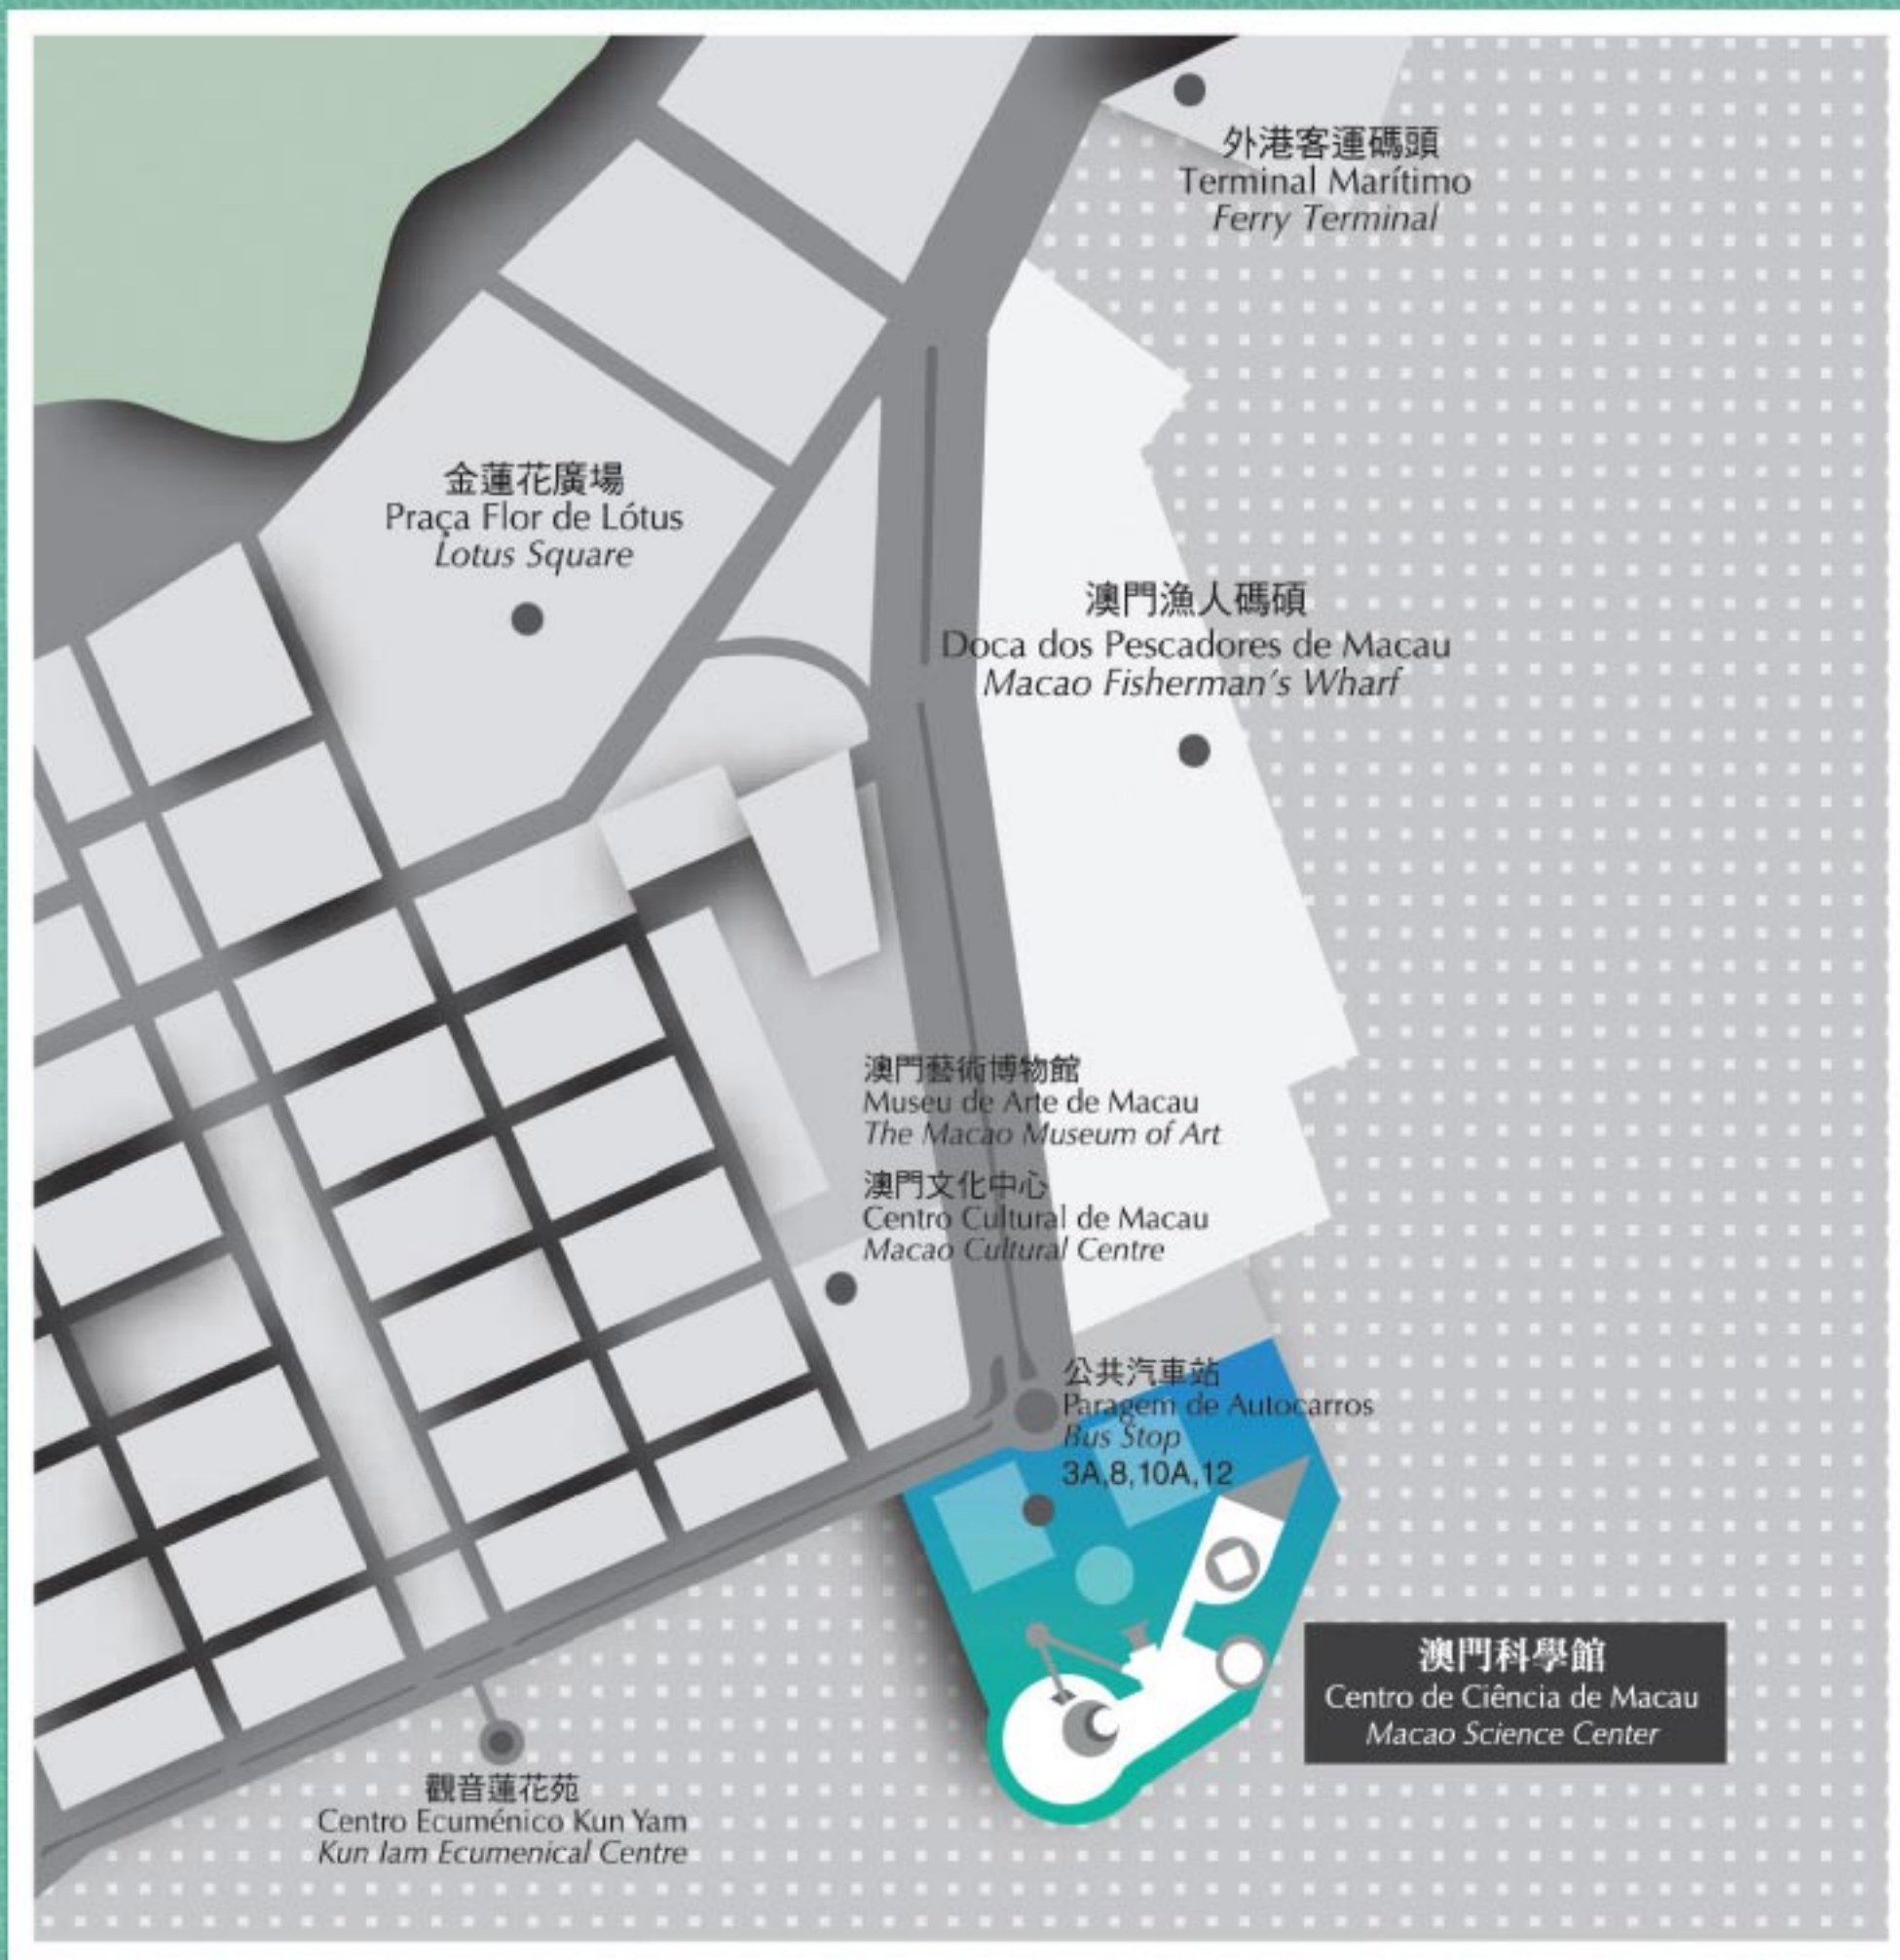 外港客運碼頭
Terminal Marítimo
Ferry Terminal
金蓮花廣場
Praça Flor de Lótus
Lotus Square
澳門漁人碼碩
Doca dos Pescadores de Macau
Macao Fisherman's Wharf
澳門藝術博物館
Museu de Arte de Macau
The Macao Museum of Art
澳門文化中心
Centro Cultural de Macau
Macao Cultural Centre
公共汽車站
Paragem de Autocarros
Bus Stop
3A,8,10A,12
澳門科學館
Centro de Ciência de Macau
Macao Science Center
觀音蓮花苑
Centro Ecuménico Kun Yam
Kun Iam Ecumenical Centre